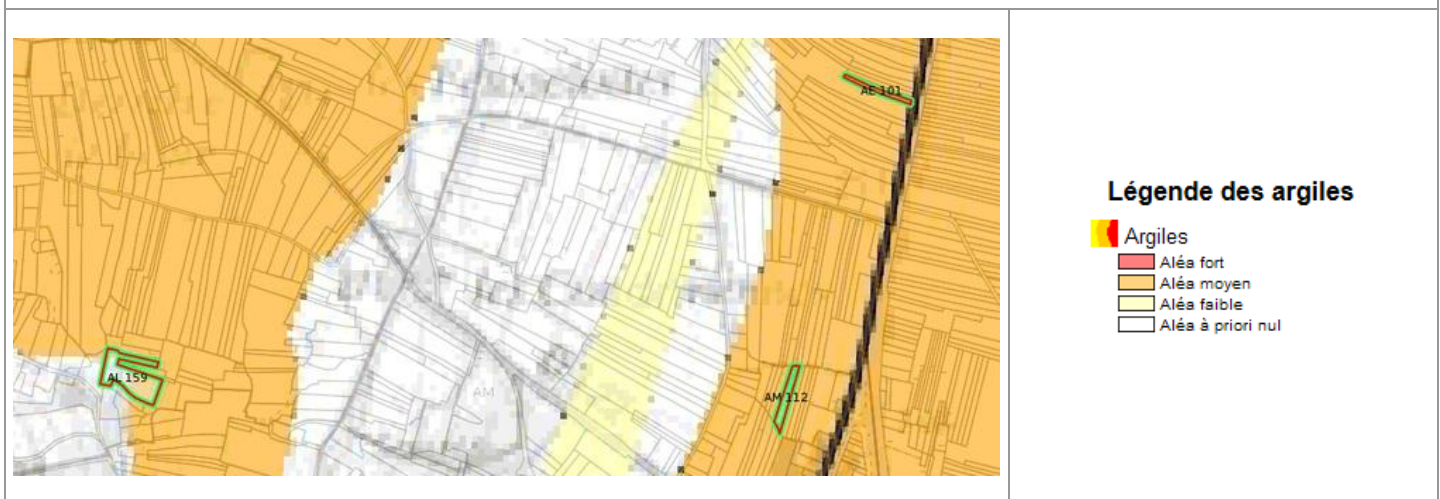 AE 101
AL 159
AM
AM 112
Légende des argiles
Argiles
Aléa fort
Aléa moyen
Aléa faible
Aléa à priori nul